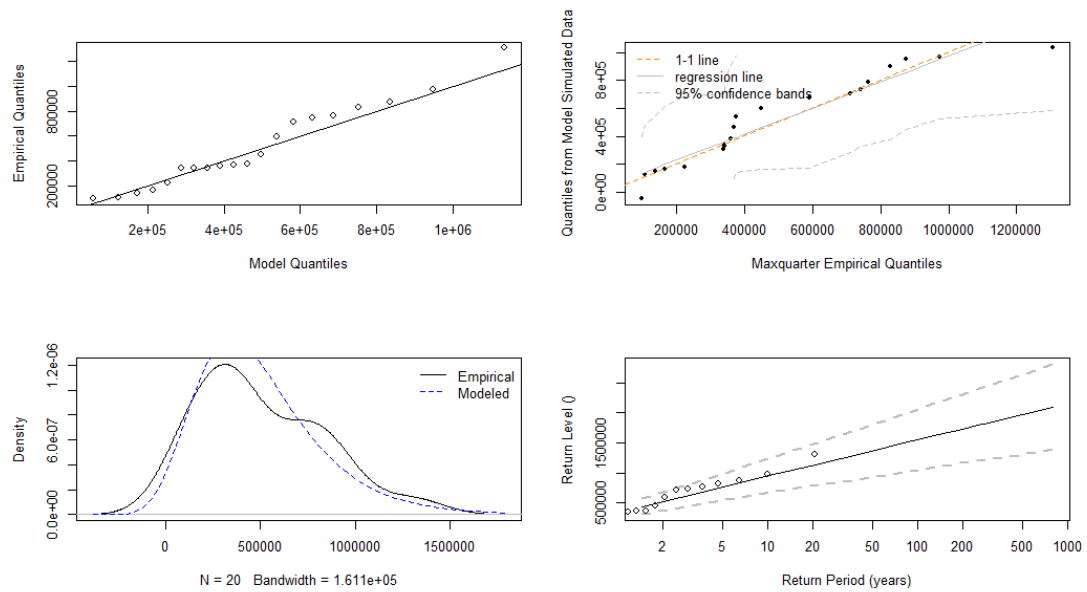 Empirical Quantiles
200000
800000
2e+05
4e+05
6e+05
8e+05
1e+06
Model Quantiles
Quantiles from Model Simulated Data
0e+00
4e+05
8e+05
1-1 line
regression line
95% confidence bands
200000
400000
600000
800000
1000000
1200000
Maxquarter Empirical Quantiles
Density
0.0e+00
6.0e-07
1.2e-06
Empirical
Modeled
0
500000
1000000
1500000
N = 20 Bandwidth = 1.611e+05
Return Level ()
500000
1500000
2
5
10
20
50
100
200
500
1000
Return Period (years)